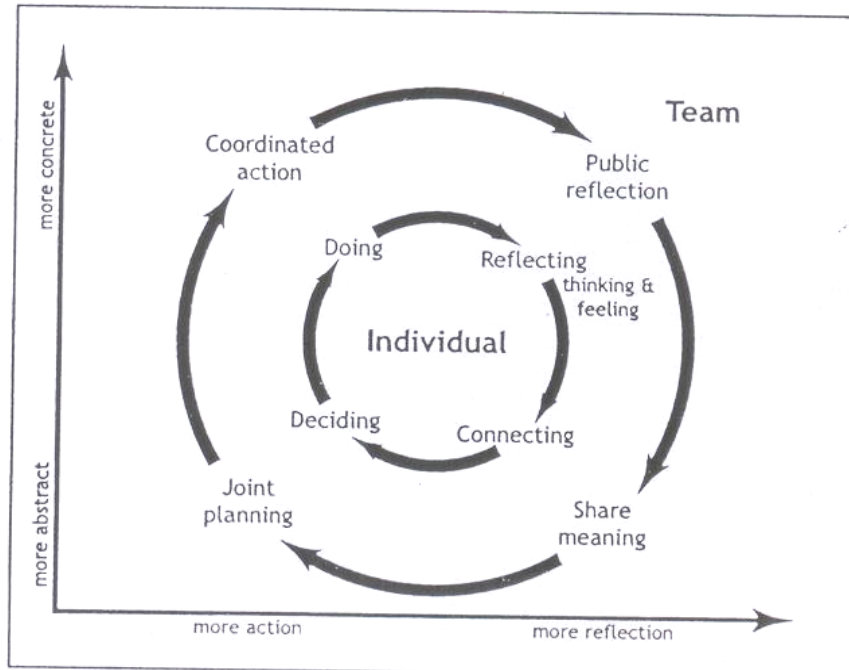 Team
more concrete
Coordinated
action
Public
reflection
Doing
Reflecting
thinking &
feeling
Individual
Deciding
Connecting
more abstract
Joint
planning
Share
meaning
more action
more reflection